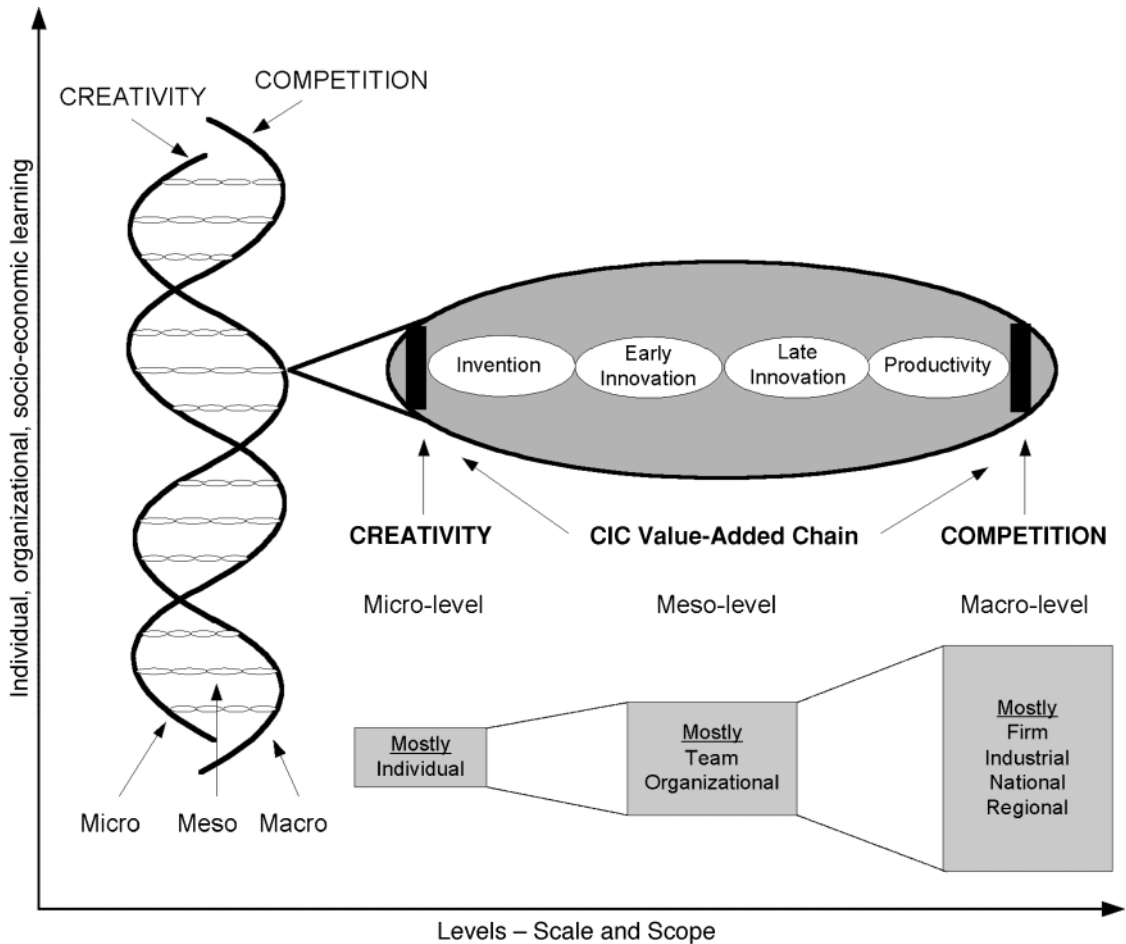 COMPETITION
CREATIVITY
Individual, organizational, socio-economic learning
Invention
Early
Innovation
Late
Innovation
Productivity
CREATIVITY
CIC Value-Added Chain
COMPETITION
Micro-level
Meso-level
Macro-level
Mostly
Individual
Mostly
Team
Organizational
Mostly
Firm
Industrial
National
Regional
Micro
Meso
Macro
Levels – Scale and Scope